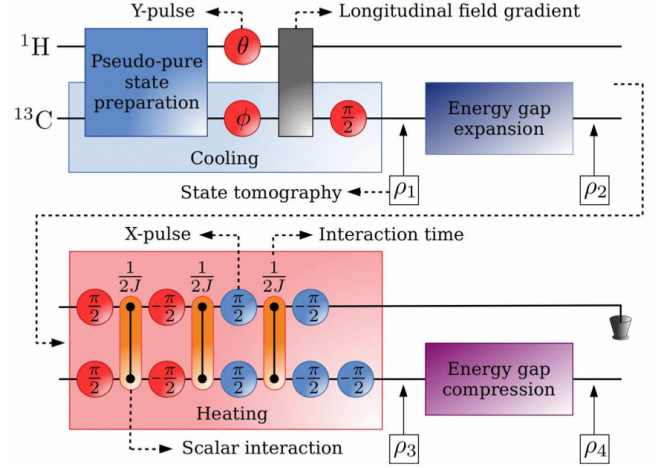 Y-pulse
Longitudinal field gradient
¹H
Pseudo-pure
state
preparation
θ
¹³C
ϕ
π/2
Energy gap
expansion
Cooling
State tomography
ρ₁
ρ₂
X-pulse
Interaction time
1/2J 1/2J 1/2J
π/2 -π/2 π/2 -π/2
π/2 -π/2 π/2 -π/2 -π/2
Energy gap
compression
Heating
Scalar interaction
ρ₃
ρ₄